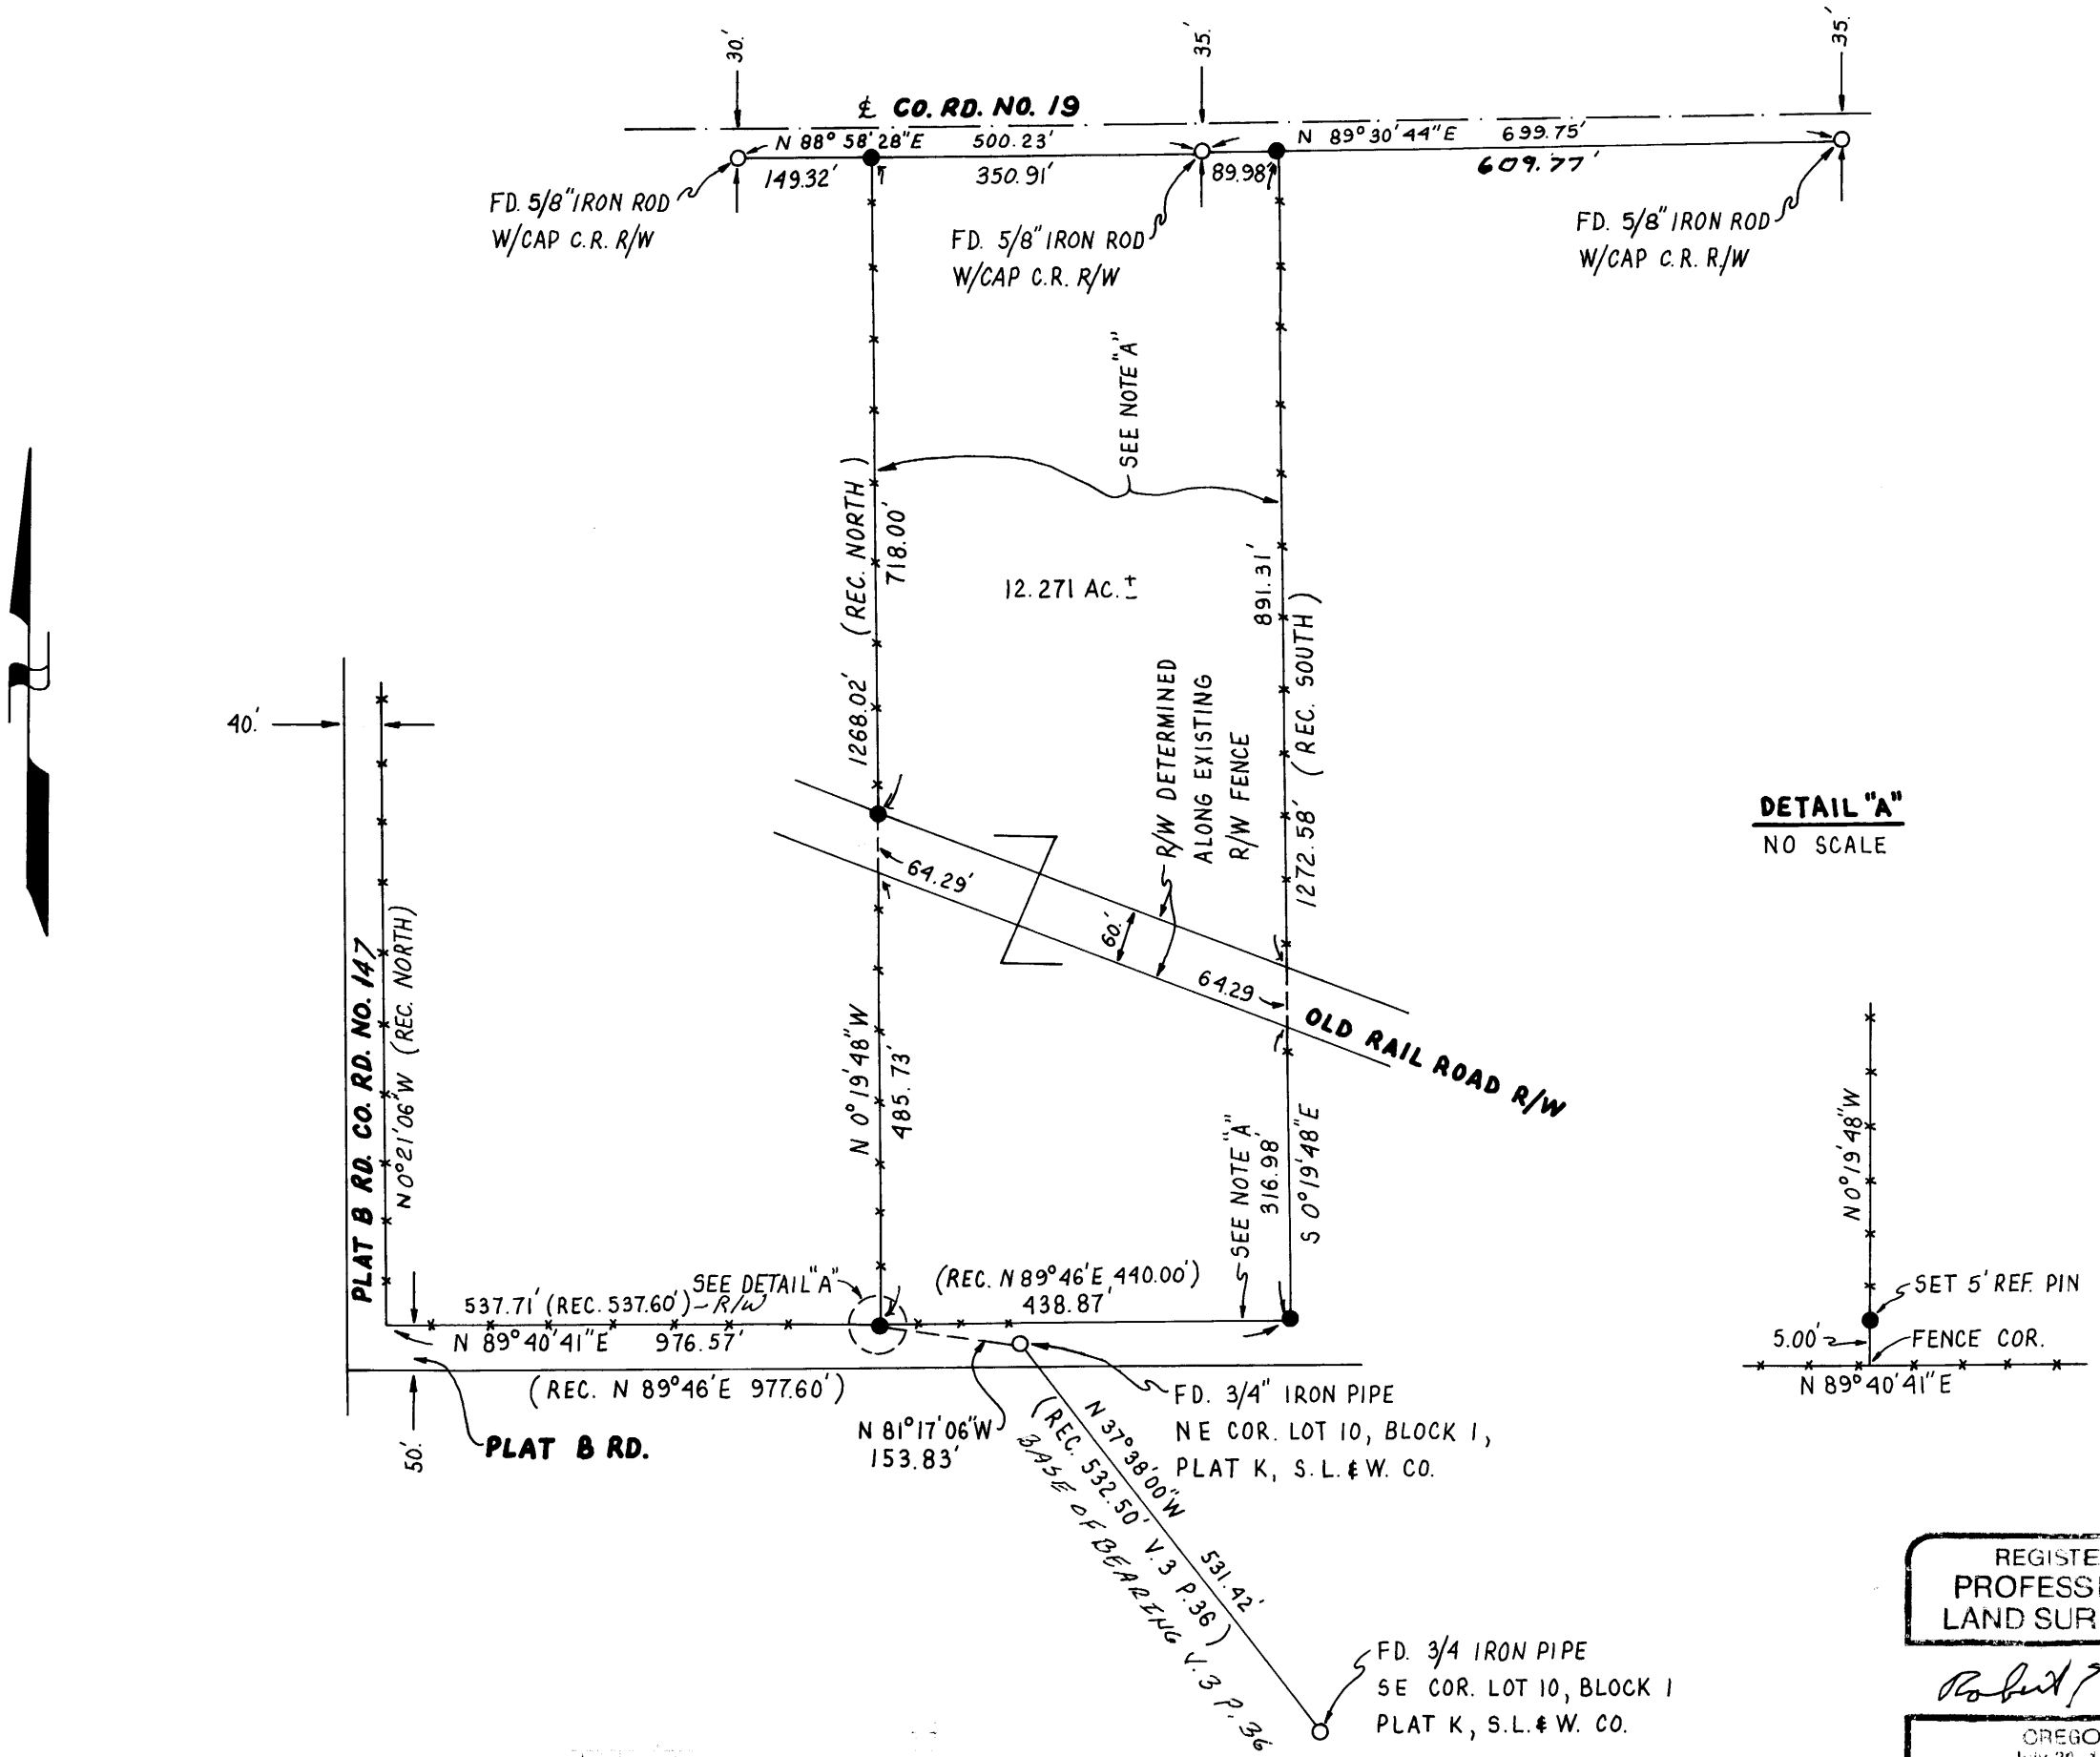 30.'
35.'
35.'
℄ CO. RD. NO. 19
N 88° 58' 28" E 500.23'
N 89° 30' 44" E 699.75'
149.32'
350.91'
89.98'
609.77'
FD. 5/8" IRON ROD
W/CAP C.R. R/W
FD. 5/8" IRON ROD
W/CAP C.R. R/W
FD. 5/8" IRON ROD
W/CAP C.R. R/W
SEE NOTE "A"
(REC. NORTH)
718.00'
1268.02'
12.271 AC. ±
891.31'
(REC. SOUTH)
1272.58'
R/W DETERMINED
ALONG EXISTING
R/W FENCE
40.'
DETAIL "A"
NO SCALE
64.29'
60.'
64.29
OLD RAIL ROAD R/W
PLAT B RD. CO. RD. NO. 147
N 0° 21' 06" W (REC. NORTH)
N 0° 19' 48" W
485.73'
SEE NOTE "A"
316.98'
S 0° 19' 48" E
N 0° 19' 48" W
SET 5' REF. PIN
5.00'
FENCE COR.
N 89° 40' 41" E
SEE DETAIL "A"
(REC. N 89° 46' E, 440.00')
537.71' (REC. 537.60') - R/W
438.87'
N 89° 40' 41" E 976.57'
(REC. N 89° 46' E 977.60')
50.'
PLAT B RD.
N 81° 17' 06" W
153.83'
FD. 3/4" IRON PIPE
NE COR. LOT 10, BLOCK 1,
PLAT K, S.L. & W. CO.
N 37° 38' 00" W 531.42'
(REC. 532.50' V.3 P.36)
BASE OF BEARING V.3 P.36
FD. 3/4 IRON PIPE
SE COR. LOT 10, BLOCK 1
PLAT K, S.L. & W. CO.
REGISTE
PROFESS
LAND SUR
Robert
OREGO